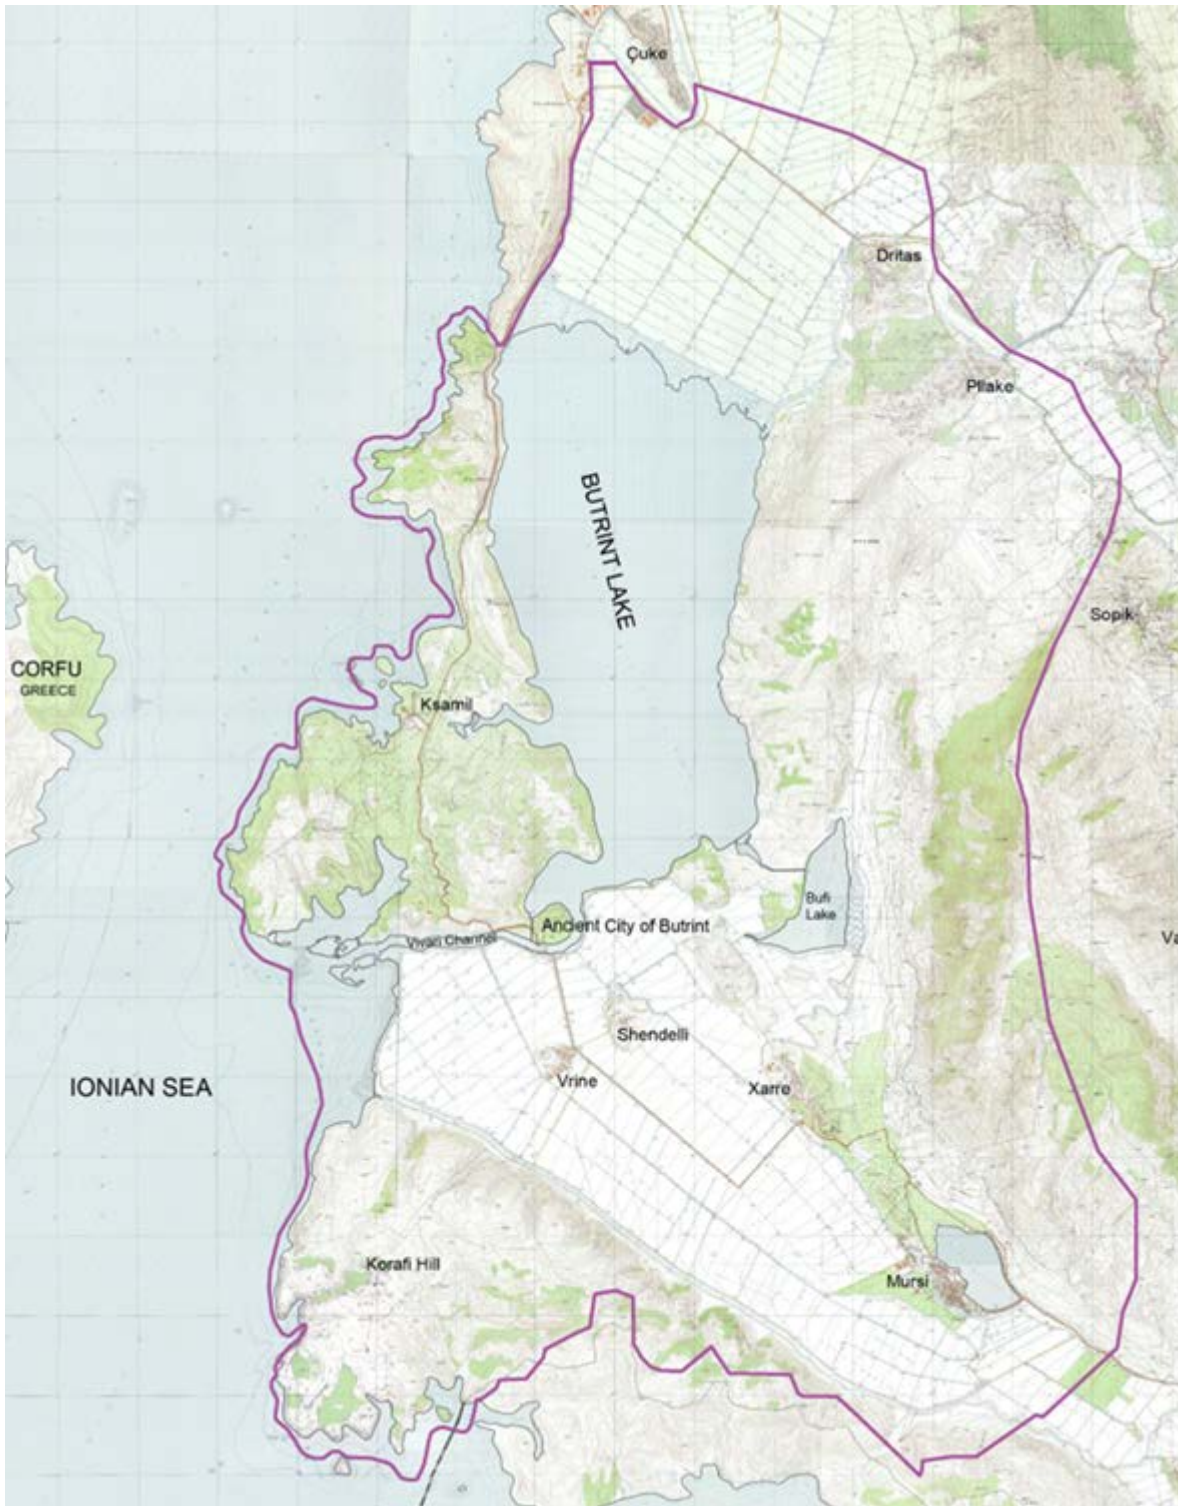 Çuke
Dritas
Pllake
BUTRINT LAKE
Sopik
CORFU
GREECE
Ksamil
Bufi
Lake
Ancient City of Butrint
Vivari Channel
Shendelli
Vrine
Xarre
IONIAN SEA
Korafi Hill
Mursi